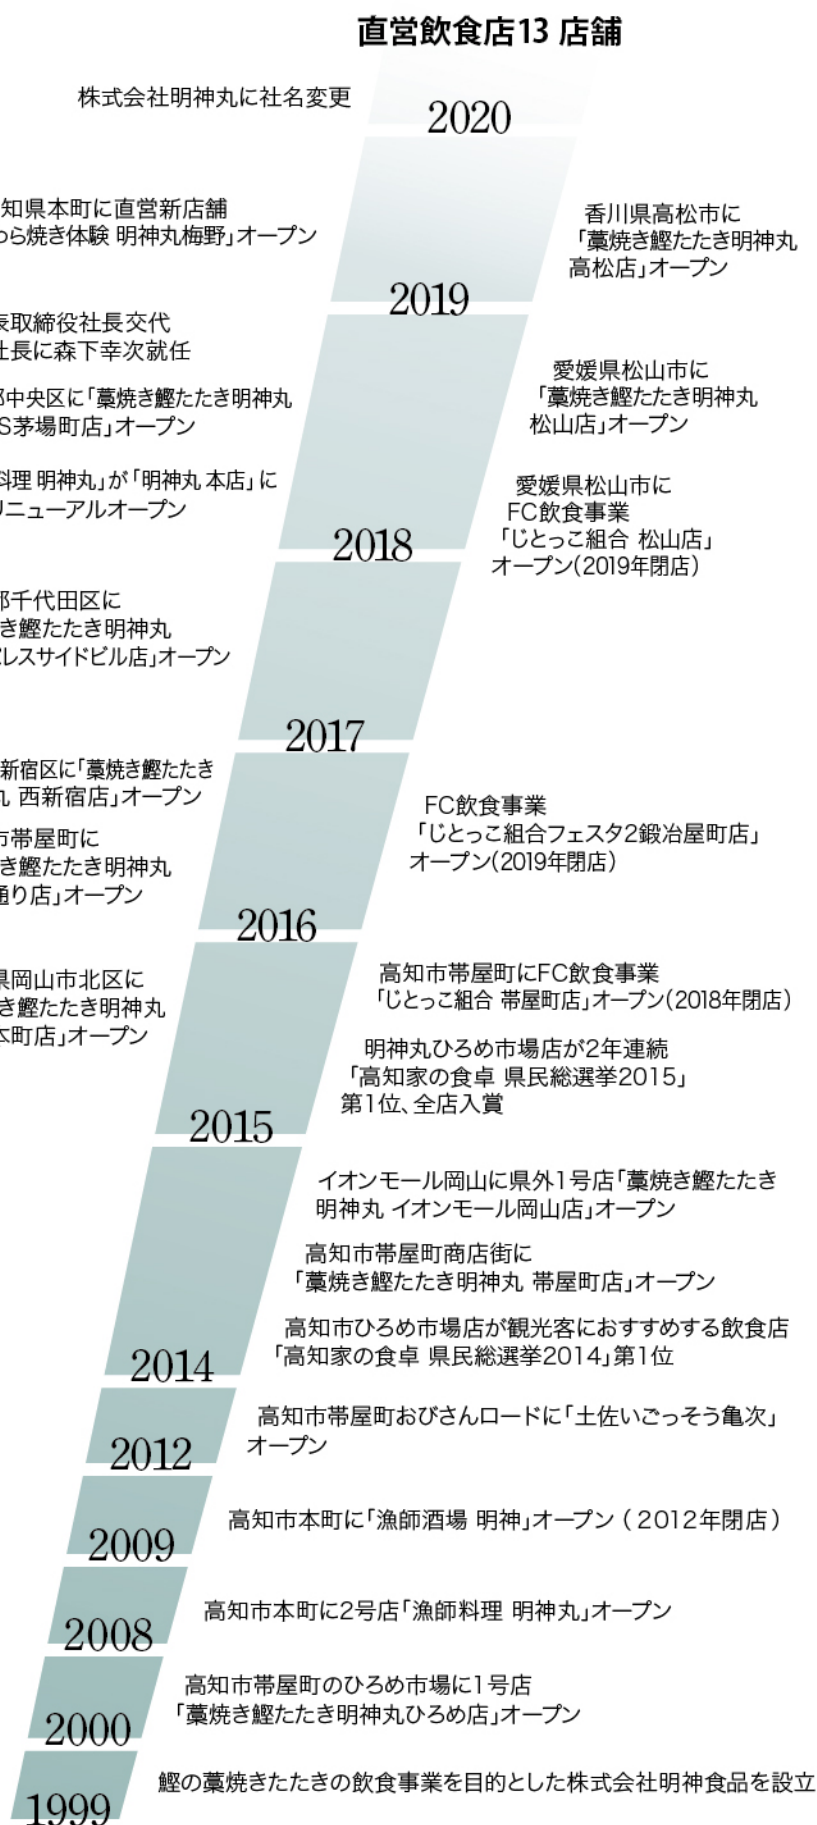 直営飲食店13 店舗
株式会社明神丸に社名変更
2020
知県本町に直営新店舗
ら焼き体験 明神丸梅野」オープン
香川県高松市に
「藁焼き鰹たたき明神丸
高松店」オープン
2019
表取締役社長交代
社長に森下幸次就任
都中央区に「藁焼き鰹たたき明神丸
S茅場町店」オープン
料理 明神丸」が「明神丸 本店」に
リニューアルオープン
愛媛県松山市に
「藁焼き鰹たたき明神丸
松山店」オープン
愛媛県松山市に
FC飲食事業
「じとっこ組合 松山店」
オープン(2019年閉店)
2018
都千代田区に
き鰹たたき明神丸
レスサイドビル店」オープン
2017
新宿区に「藁焼き鰹たたき
丸 西新宿店」オープン
市帯屋町に
き鰹たたき明神丸
通り店」オープン
FC飲食事業
「じとっこ組合フェスタ2鍛冶屋町店」
オープン(2019年閉店)
2016
県岡山市北区に
き鰹たたき明神丸
本町店」オープン
高知市帯屋町にFC飲食事業
「じとっこ組合 帯屋町店」オープン(2018年閉店)
明神丸ひろめ市場店が2年連続
「高知家の食卓 県民総選挙2015」
第1位、全店入賞
2015
イオンモール岡山に県外1号店「藁焼き鰹たたき
明神丸 イオンモール岡山店」オープン
高知市帯屋町商店街に
「藁焼き鰹たたき明神丸 帯屋町店」オープン
高知市ひろめ市場店が観光客におすすめする飲食店
「高知家の食卓 県民総選挙2014」第1位
2014
高知市帯屋町おびさんロードに「土佐いごっそう亀次」
オープン
2012
高知市本町に「漁師酒場 明神」オープン ( 2012年閉店 )
2009
高知市本町に2号店「漁師料理 明神丸」オープン
2008
高知市帯屋町のひろめ市場に1号店
「藁焼き鰹たたき明神丸ひろめ店」オープン
2000
鰹の藁焼きたたきの飲食事業を目的とした株式会社明神食品を設立
1999